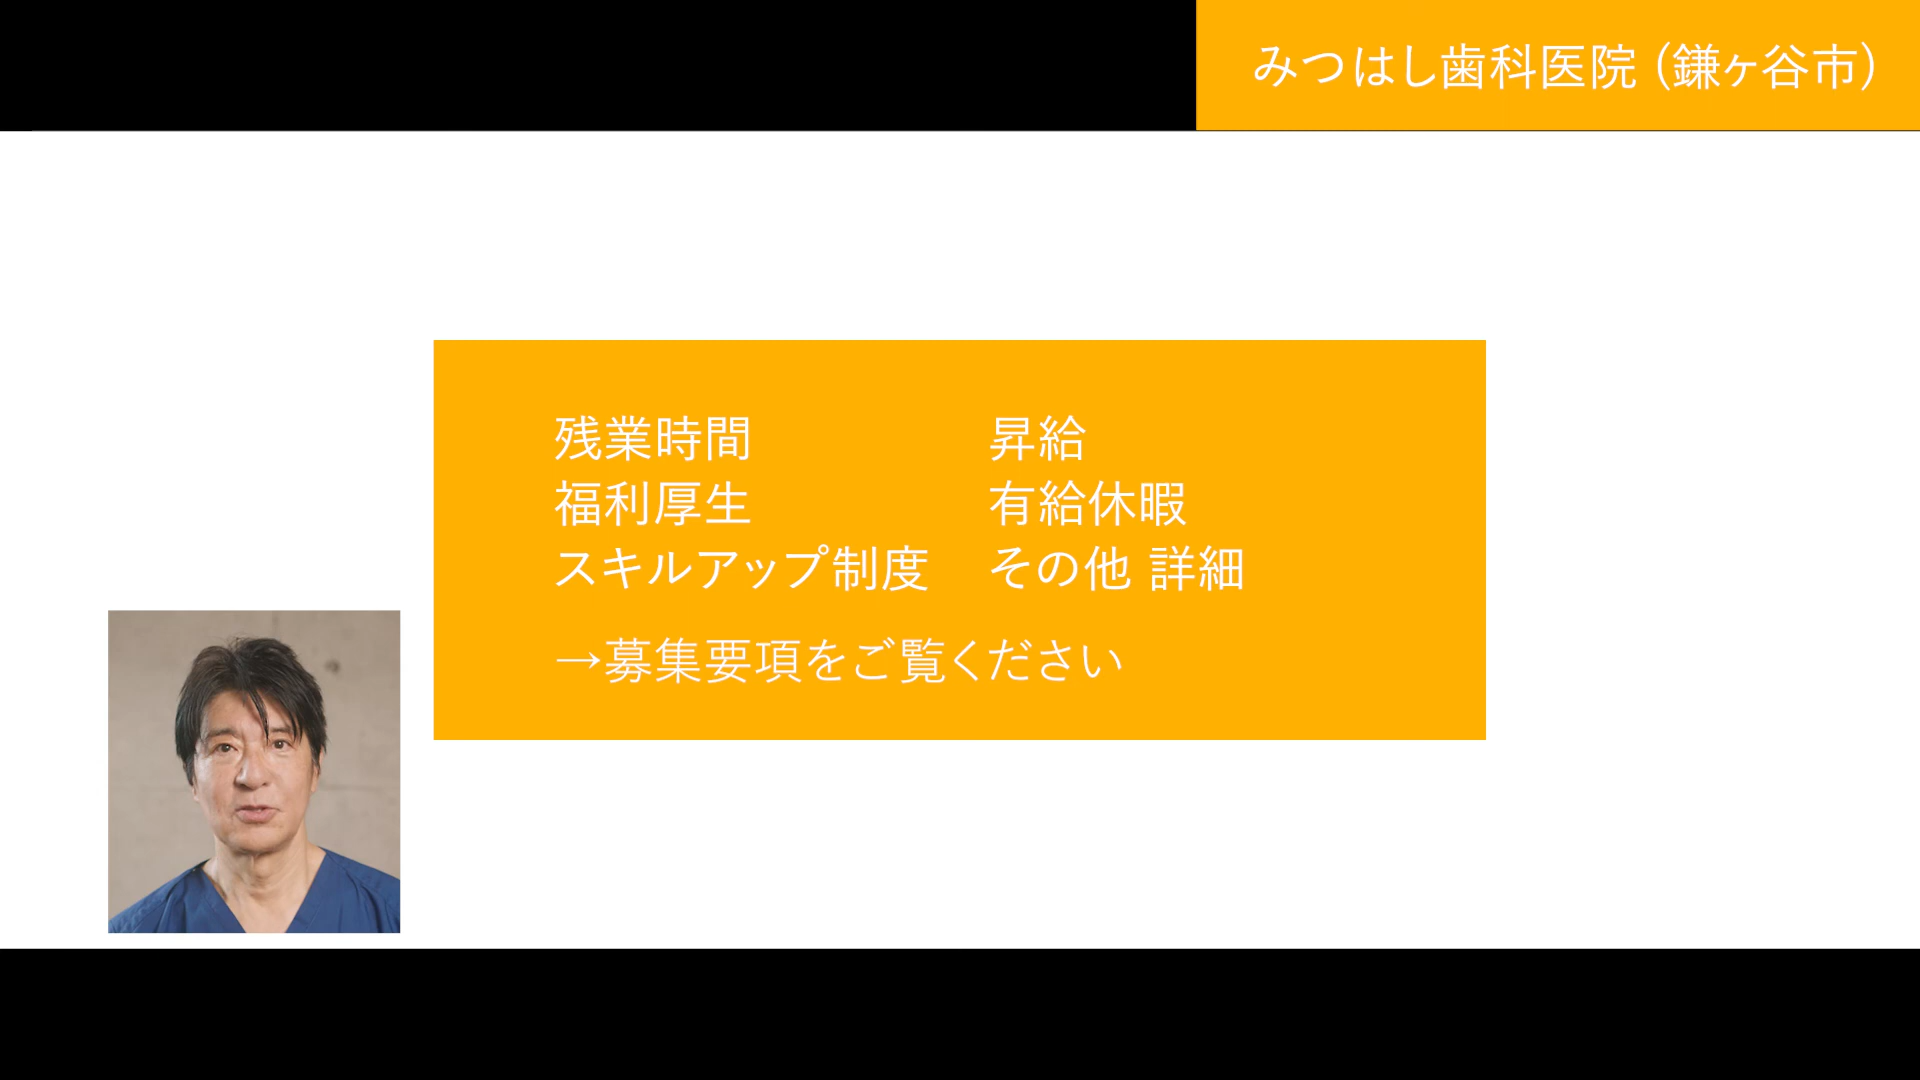 みつはし歯科医院（鎌ヶ谷市）
残業時間
福利厚生
スキルアップ制度
昇給
有給休暇
その他 詳細
→募集要項をご覧ください